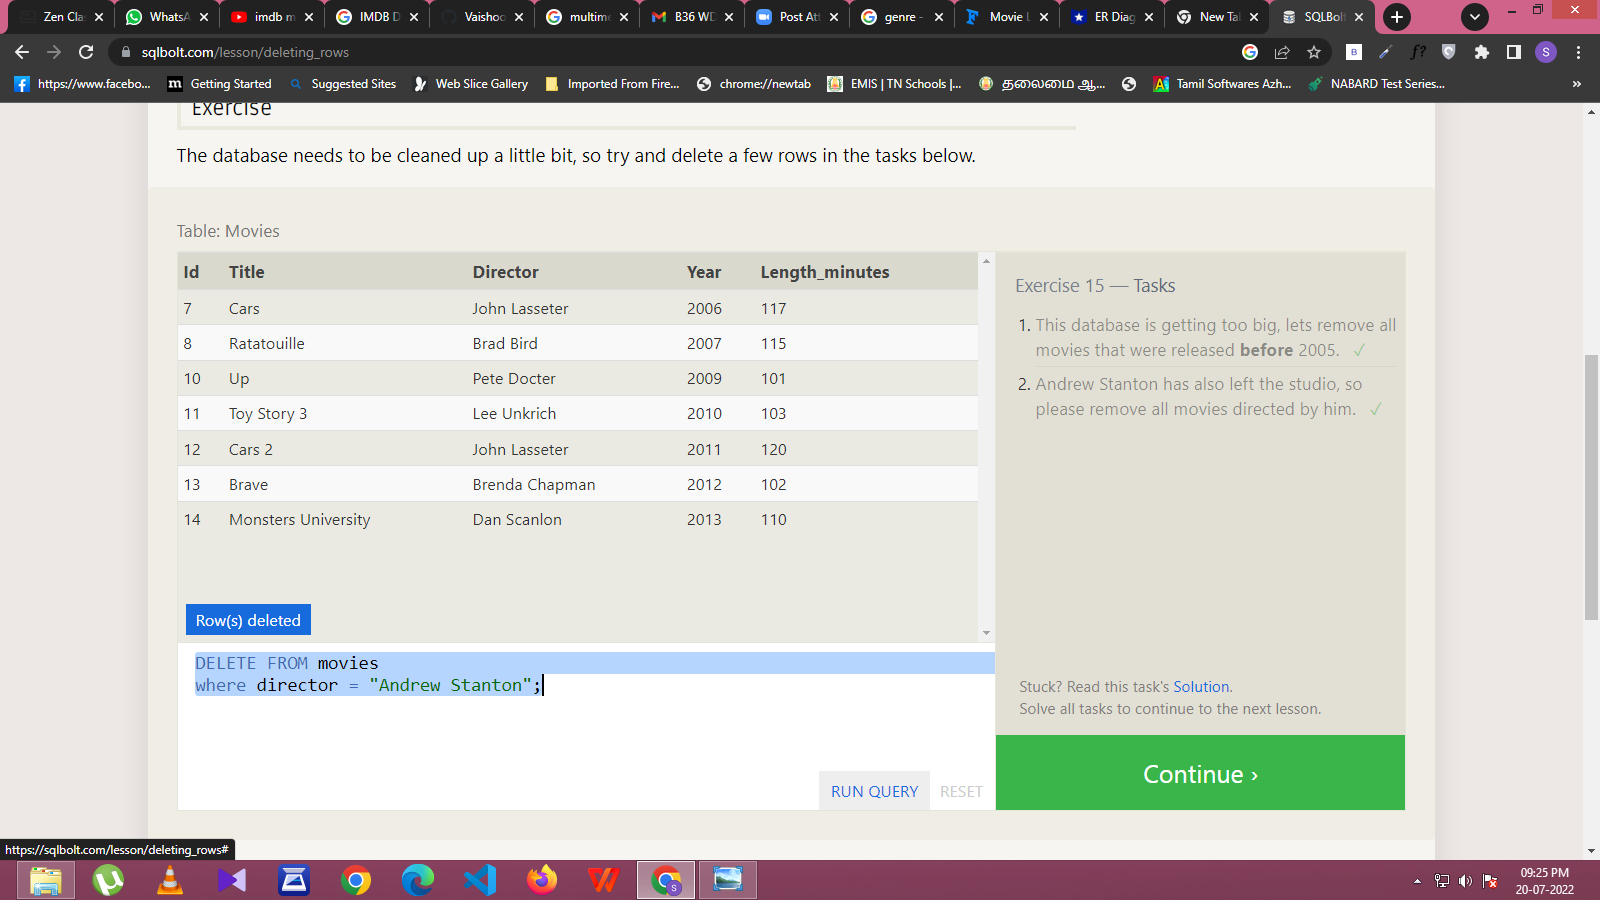 Zen Cla
WhatsA
imdb m
IMDB D
Vaishoo
multime
B36 WD
Post Att
genre -
Movie L
ER Diag
New Tab
SQLBolt
sqlbolt.com/lesson/deleting_rows
https://www.facebo...
Getting Started
Suggested Sites
Web Slice Gallery
Imported From Fire...
chrome://newtab
EMIS | TN Schools |...
தலைமை ஆ...
Tamil Softwares Azh...
NABARD Test Series...
»
Exercise
The database needs to be cleaned up a little bit, so try and delete a few rows in the tasks below.
Table: Movies
Id Title Director Year Length_minutes
7 Cars John Lasseter 2006 117
8 Ratatouille Brad Bird 2007 115
10 Up Pete Docter 2009 101
11 Toy Story 3 Lee Unkrich 2010 103
12 Cars 2 John Lasseter 2011 120
13 Brave Brenda Chapman 2012 102
14 Monsters University Dan Scanlon 2013 110
Row(s) deleted
DELETE FROM movies
where director = "Andrew Stanton";
RUN QUERY RESET
Exercise 15 — Tasks
1. This database is getting too big, lets remove all
movies that were released before 2005. ✓
2. Andrew Stanton has also left the studio, so
please remove all movies directed by him. ✓
Stuck? Read this task's Solution.
Solve all tasks to continue to the next lesson.
Continue ›
https://sqlbolt.com/lesson/deleting_rows#
09:25 PM
20-07-2022